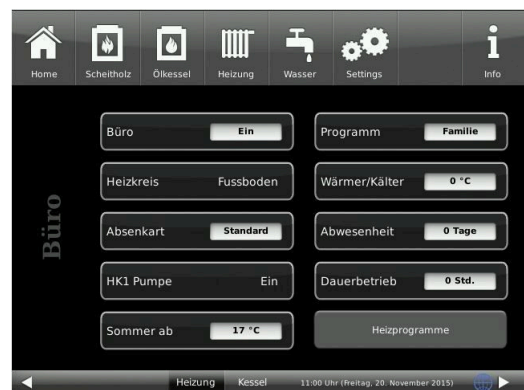 Home Scheitholz Ölkessel Heizung Wasser Settings Info
Büro
Büro Ein
Programm Familie
Heizkreis Fussboden
Wärmer/Kälter 0 °C
Absenkart Standard
Abwesenheit 0 Tage
HK1 Pumpe Ein
Dauerbetrieb 0 Std.
Sommer ab 17 °C
Heizprogramme
Heizung Kessel 11:00 Uhr (Freitag, 20. November 2015)